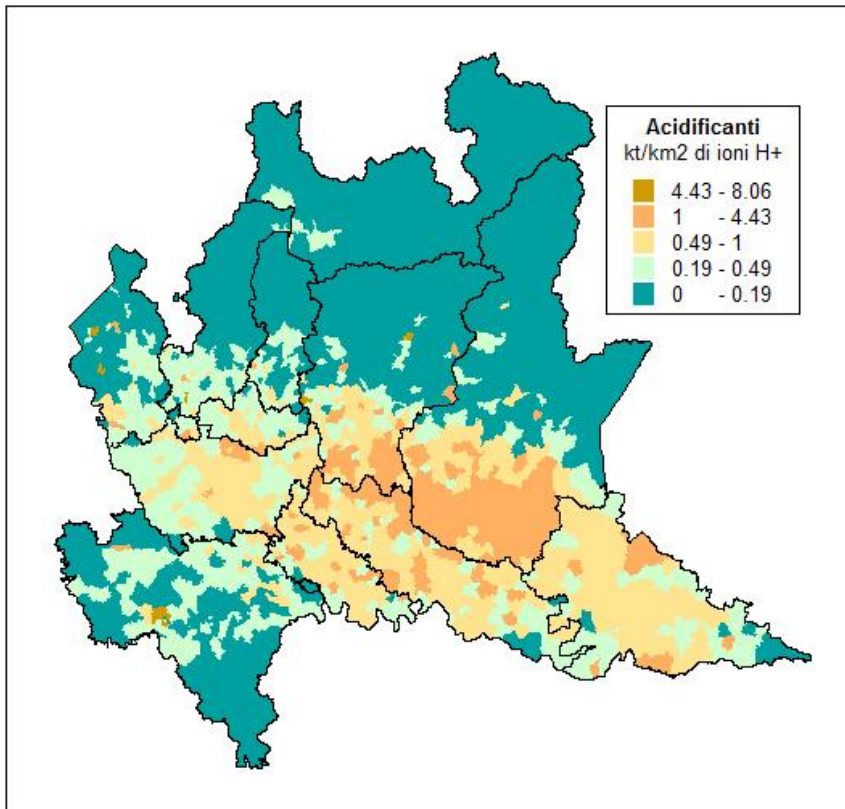 Acidificanti
kt/km2 di ioni H+
4.43 - 8.06
1 - 4.43
0.49 - 1
0.19 - 0.49
0 - 0.19